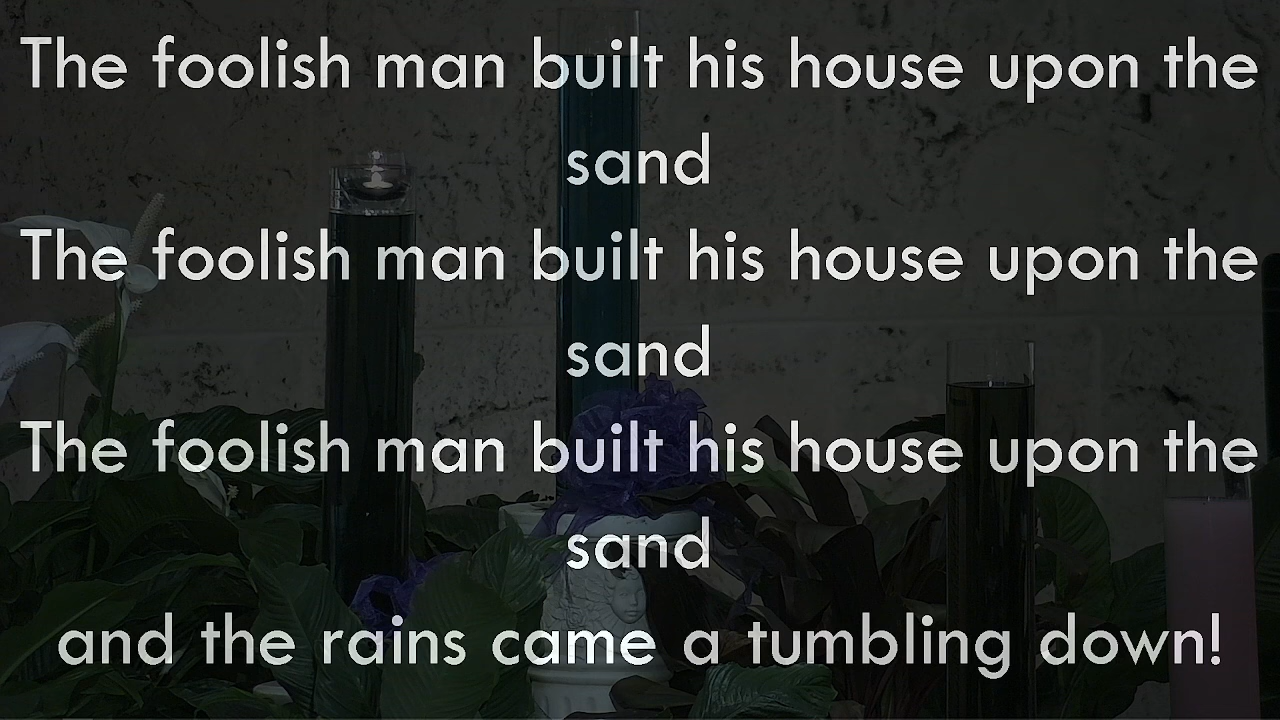 The foolish man built his house upon the
sand
The foolish man built his house upon the
sand
The foolish man built his house upon the
sand
and the rains came a tumbling down!